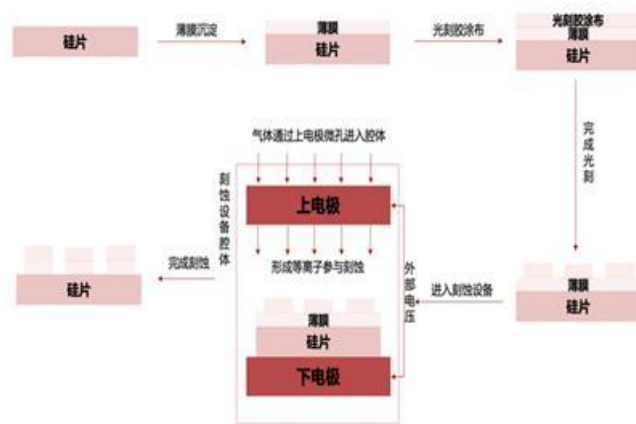 硅片
薄膜沉淀
薄膜
硅片
光刻胶涂布
光刻胶涂布
薄膜
硅片
完成光刻
薄膜
硅片
进入刻蚀设备
气体通过上电极微孔进入腔体
刻蚀设备腔体
上电极
外部电压
形成等离子参与刻蚀
薄膜
硅片
下电极
完成刻蚀
硅片